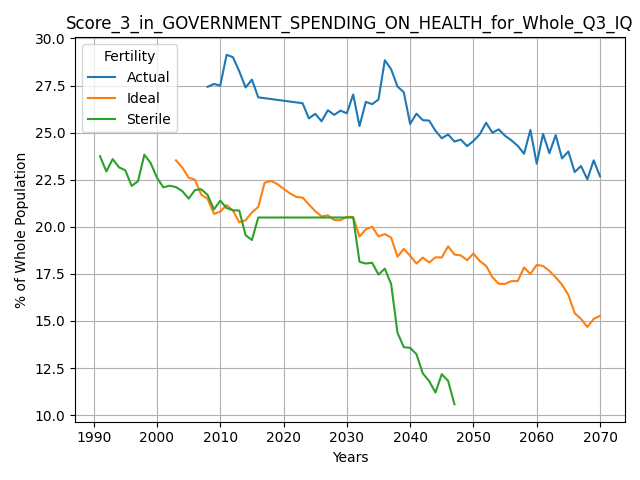 Score_3_in_GOVERNMENT_SPENDING_ON_HEALTH_for_Whole_Q3_IQ
30.0
27.5
25.0
22.5
20.0
17.5
15.0
12.5
10.0
% of Whole Population
Fertility
Actual
Ideal
Sterile
1990 2000 2010 2020 2030 2040 2050 2060 2070
Years